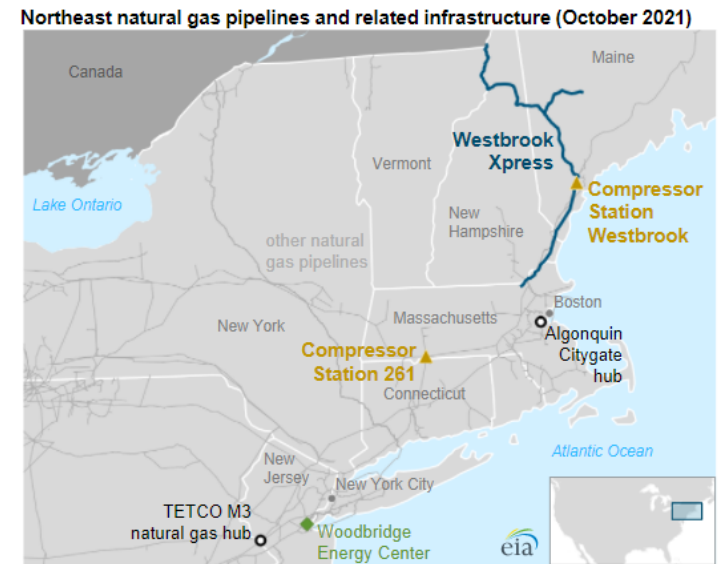 Northeast natural gas pipelines and related infrastructure (October 2021)
Canada
Maine
Westbrook
Xpress
Vermont
Compressor
Station
Westbrook
Lake Ontario
New
Hampshire
other natural
gas pipelines
Boston
New York
Massachusetts
Algonquin
Citygate
hub
Compressor
Station 261
Connecticut
Atlantic Ocean
New
Jersey
New York City
TETCO M3
natural gas hub
Woodbridge
Energy Center
eia